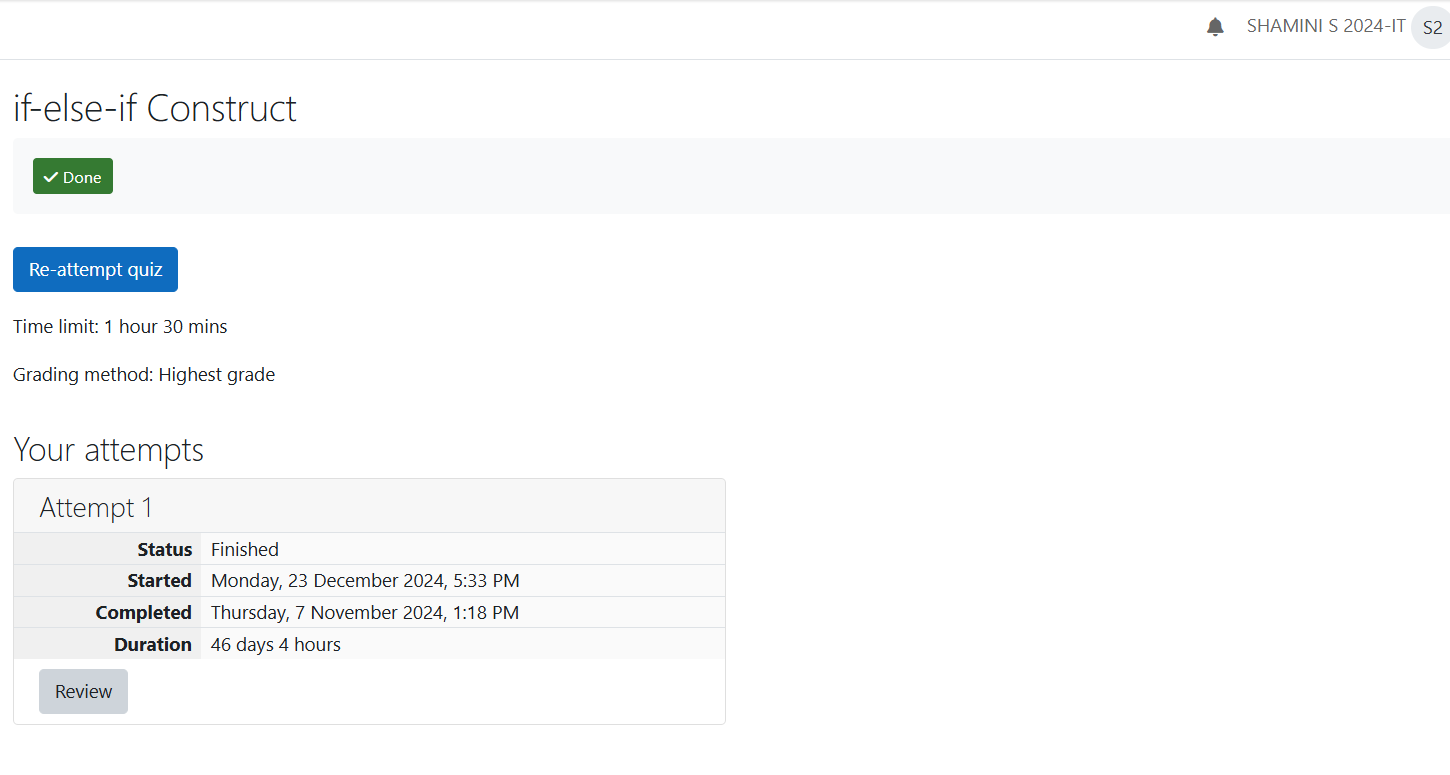 SHAMINI S 2024-IT S2
if-else-if Construct
Done
Re-attempt quiz
Time limit: 1 hour 30 mins
Grading method: Highest grade
Your attempts
Attempt 1
Status Finished
Started Monday, 23 December 2024, 5:33 PM
Completed Thursday, 7 November 2024, 1:18 PM
Duration 46 days 4 hours
Review